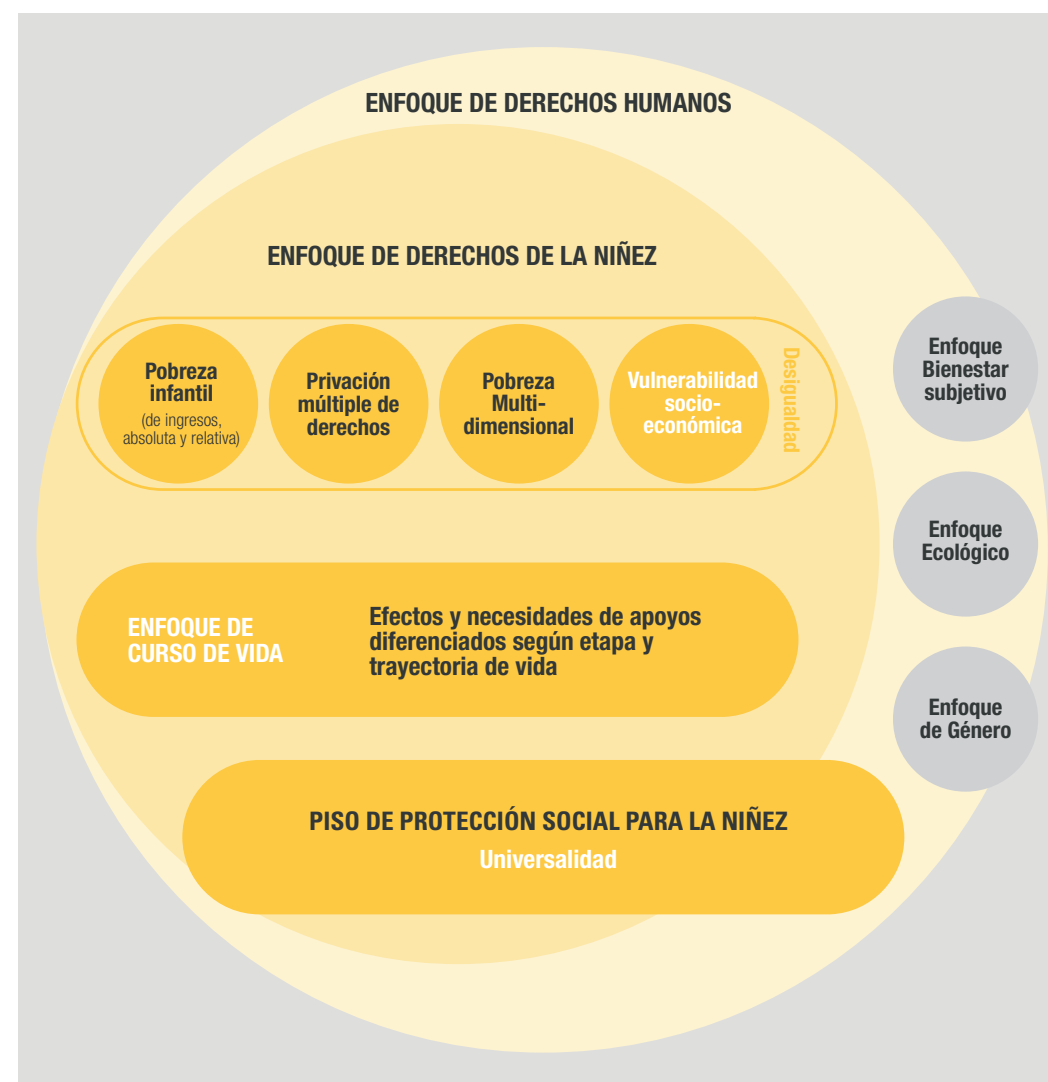 ENFOQUE DE DERECHOS HUMANOS
ENFOQUE DE DERECHOS DE LA NIÑEZ
Pobreza
infantil
(de ingresos,
absoluta y relativa)
Privación
múltiple de
derechos
Pobreza
Multi-
dimensional
Vulnerabilidad
socio-
económica
Desigualdad
Enfoque
Bienestar
subjetivo
Enfoque
Ecológico
ENFOQUE DE
CURSO DE VIDA
Efectos y necesidades de apoyos
diferenciados según etapa y
trayectoria de vida
Enfoque
de Género
PISO DE PROTECCIÓN SOCIAL PARA LA NIÑEZ
Universalidad